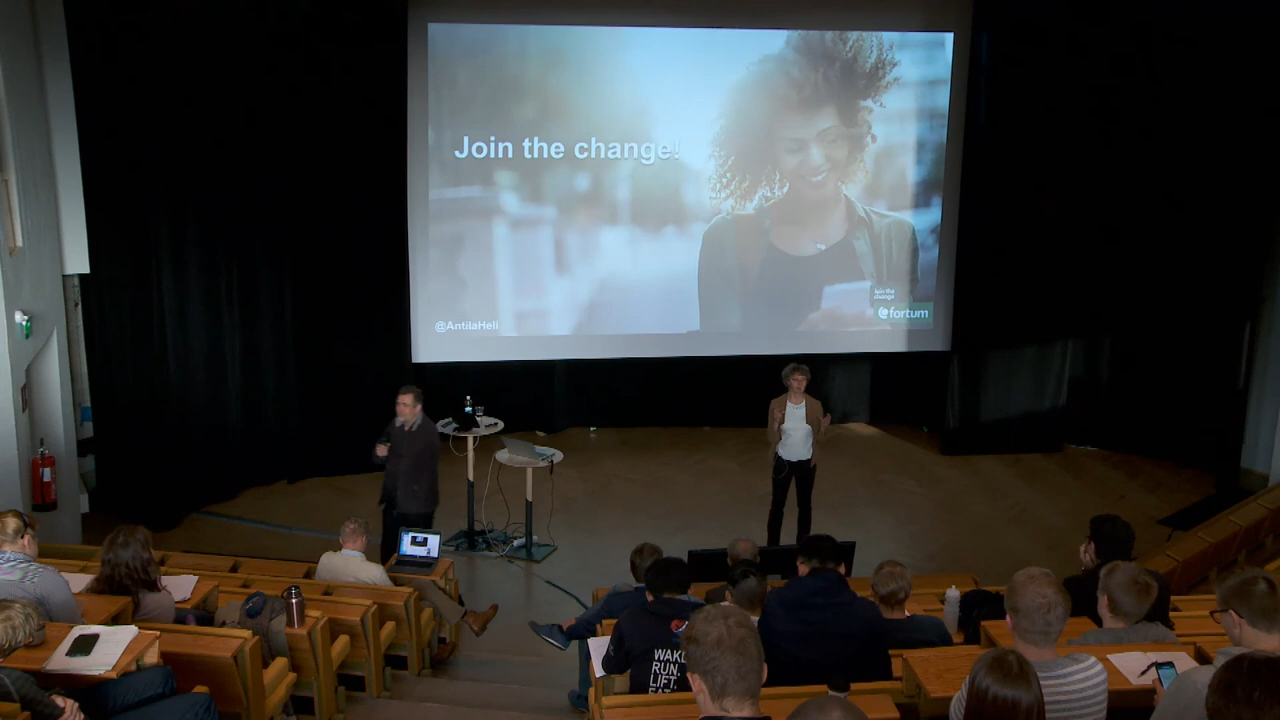 Join the change!
@AntilaHeli
Join the
change
fortum
WAKE
RUN.
LIFT.
EAT